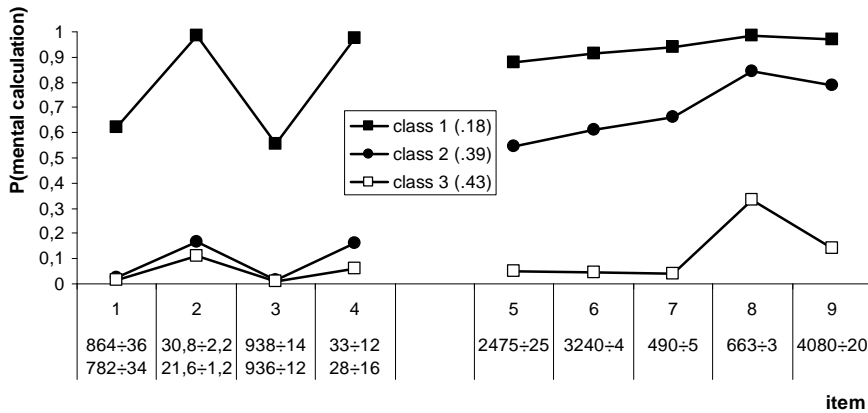 P(mental calculation)
1
0,9
0,8
0,7
0,6
0,5
0,4
0,3
0,2
0,1
0
class 1 (.18)
class 2 (.39)
class 3 (.43)
1 2 3 4 5 6 7 8 9
864÷36 30,8÷2,2 938÷14 33÷12 2475÷25 3240÷4 490÷5 663÷3 4080÷20
782÷34 21,6÷1,2 936÷12 28÷16
item